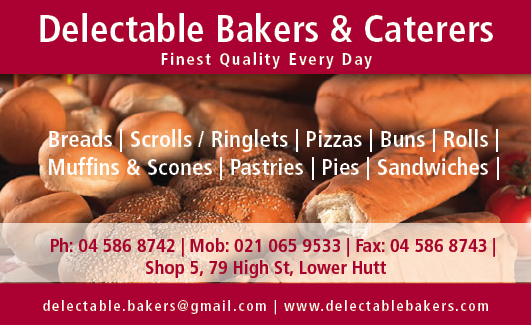 Delectable Bakers & Caterers
Finest Quality Every Day
Breads | Scrolls / Ringlets | Pizzas | Buns | Rolls |
Muffins & Scones | Pastries | Pies | Sandwiches |
Ph: 04 586 8742 | Mob: 021 065 9533 | Fax: 04 586 8743 |
Shop 5, 79 High St, Lower Hutt
delectable.bakers@gmail.com | www.delectablebakers.com